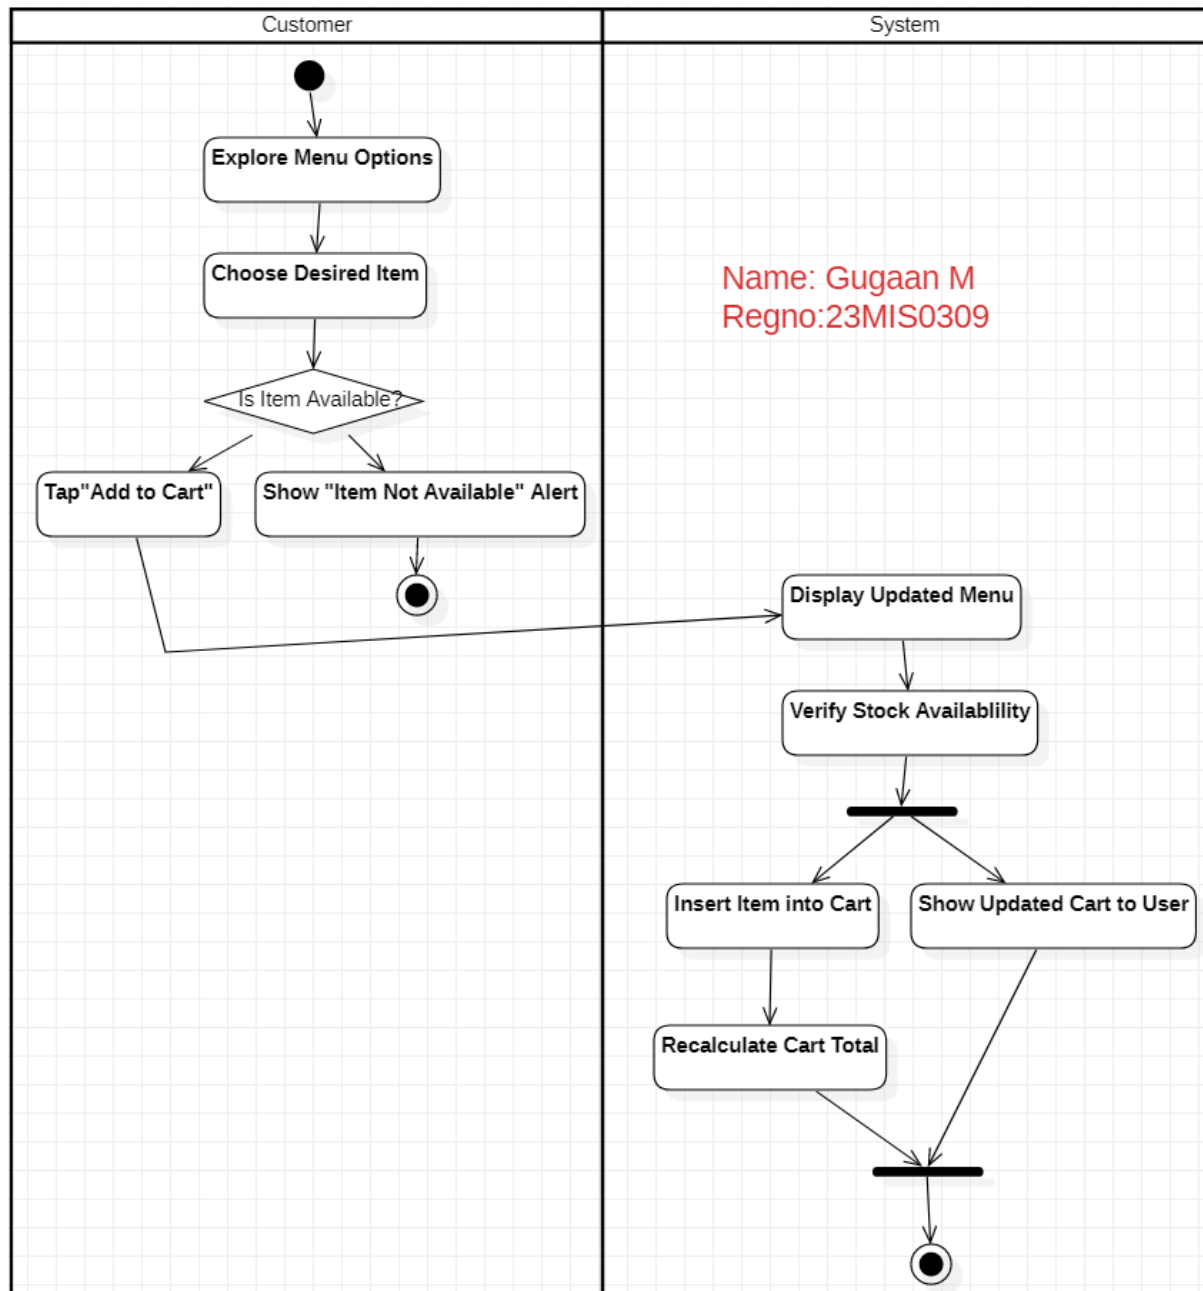 Customer
System
Explore Menu Options
Choose Desired Item
Name: Gugaan M
Regno:23MIS0309
Is Item Available?
Tap"Add to Cart"
Show "Item Not Available" Alert
Display Updated Menu
Verify Stock Availablility
Insert Item into Cart
Show Updated Cart to User
Recalculate Cart Total